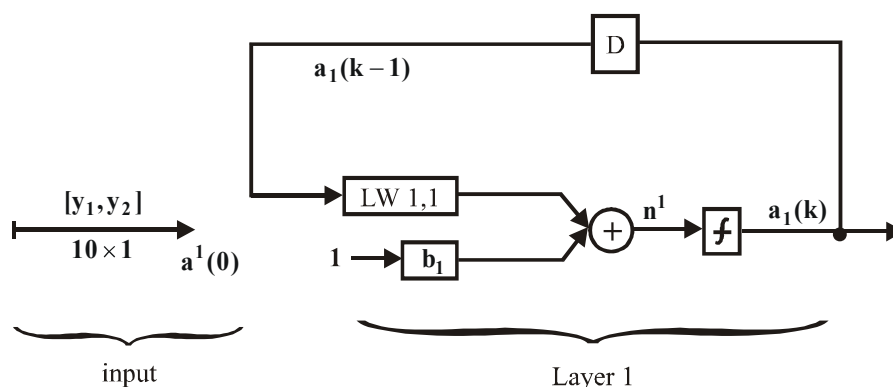 D
a₁(k − 1)
[y₁, y₂]
LW 1,1
n¹
a₁(k)
10 × 1
+
f
a¹(0)
1
b₁
input
Layer 1